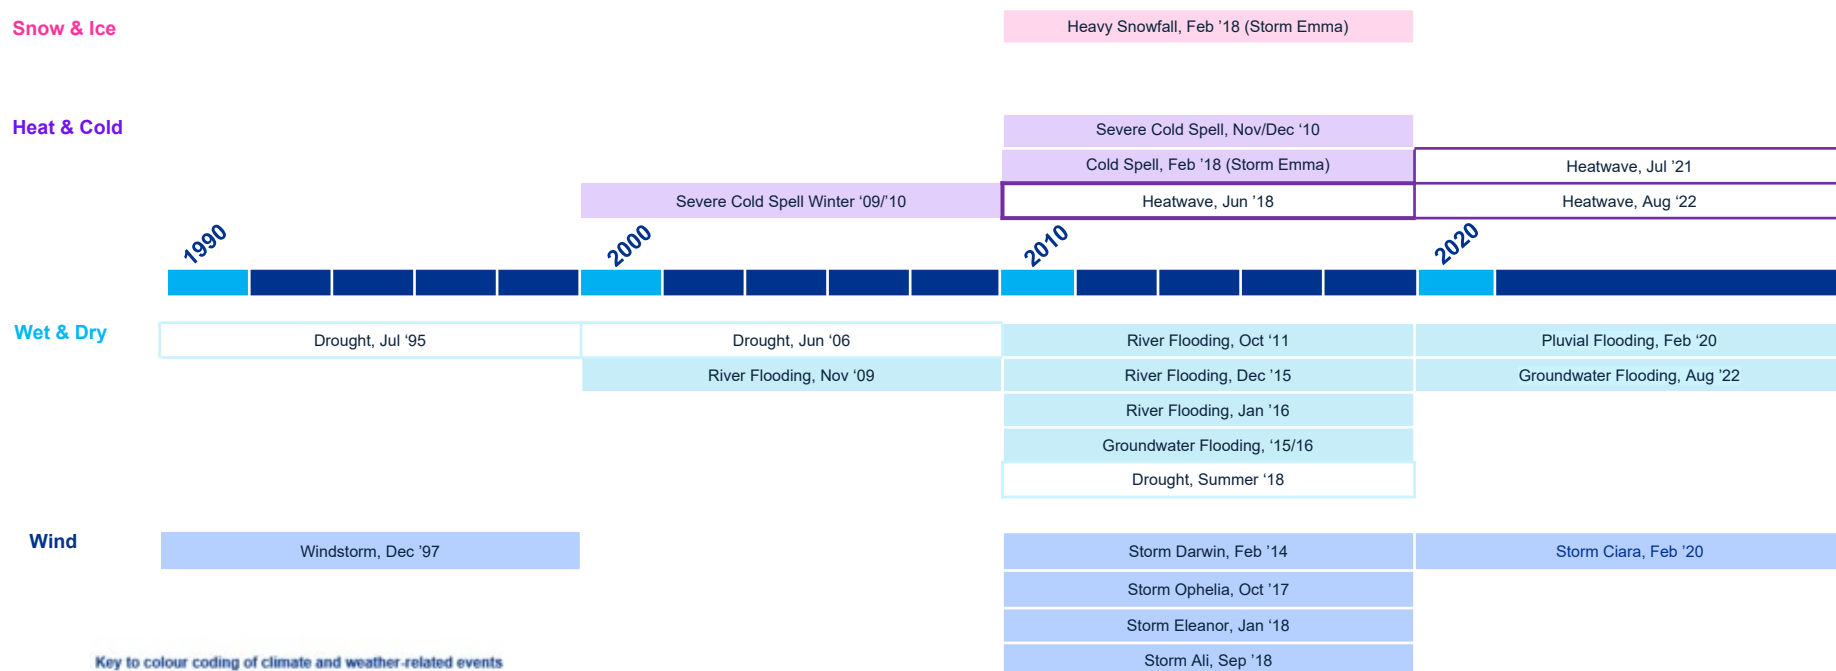 Snow & Ice
Heavy Snowfall, Feb ’18 (Storm Emma)
Heat & Cold
Severe Cold Spell, Nov/Dec ‘10
Cold Spell, Feb ’18 (Storm Emma)
Heatwave, Jul ’21
Severe Cold Spell Winter ‘09/’10
Heatwave, Jun ’18
Heatwave, Aug ‘22
1990
2000
2010
2020
Wet & Dry
Drought, Jul ‘95
Drought, Jun ‘06
River Flooding, Oct ‘11
Pluvial Flooding, Feb ‘20
River Flooding, Nov ‘09
River Flooding, Dec ’15
Groundwater Flooding, Aug ’22
River Flooding, Jan ’16
Groundwater Flooding, ‘15/16
Drought, Summer ‘18
Wind
Windstorm, Dec ’97
Storm Darwin, Feb ’14
Storm Ciara, Feb ’20
Storm Ophelia, Oct ’17
Storm Eleanor, Jan ‘18
Storm Ali, Sep ’18
Key to colour coding of climate and weather-related events